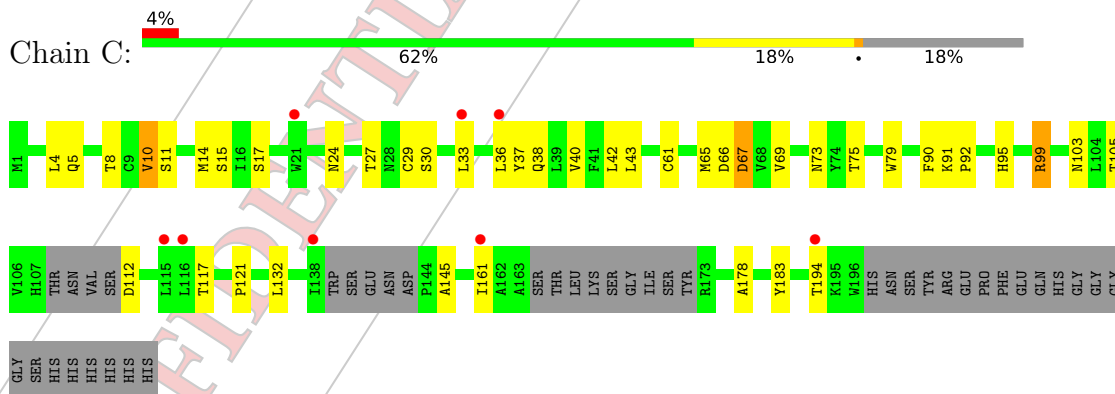 4%
Chain C:
62% 18% • 18%
M1 L4 Q5 T8 C9 V10 S11 M14 S15 I16 S17 W21 N24 T27 N28 C29 S30 L33 L36 Y37 Q38 L39 V40 F41 L42 L43 C61 M65 D66 D67 V68 V69 N73 Y74 T75 W79 F90 K91 P92 H95 R99 N103 L104 T105
V106 H107 THR ASN VAL SER D112 L115 L116 T117 P121 L132 I138 TRP SER GLU ASN ASP P144 A145 I161 A162 A163 SER THR LEU LYS SER GLY ILE SER TYR R173 A178 Y183 T194 K195 W196 HIS ASN SER TYR ARG GLU PRO PHE GLU GLN HIS GLY GLY GLY
GLY SER HIS HIS HIS HIS HIS HIS